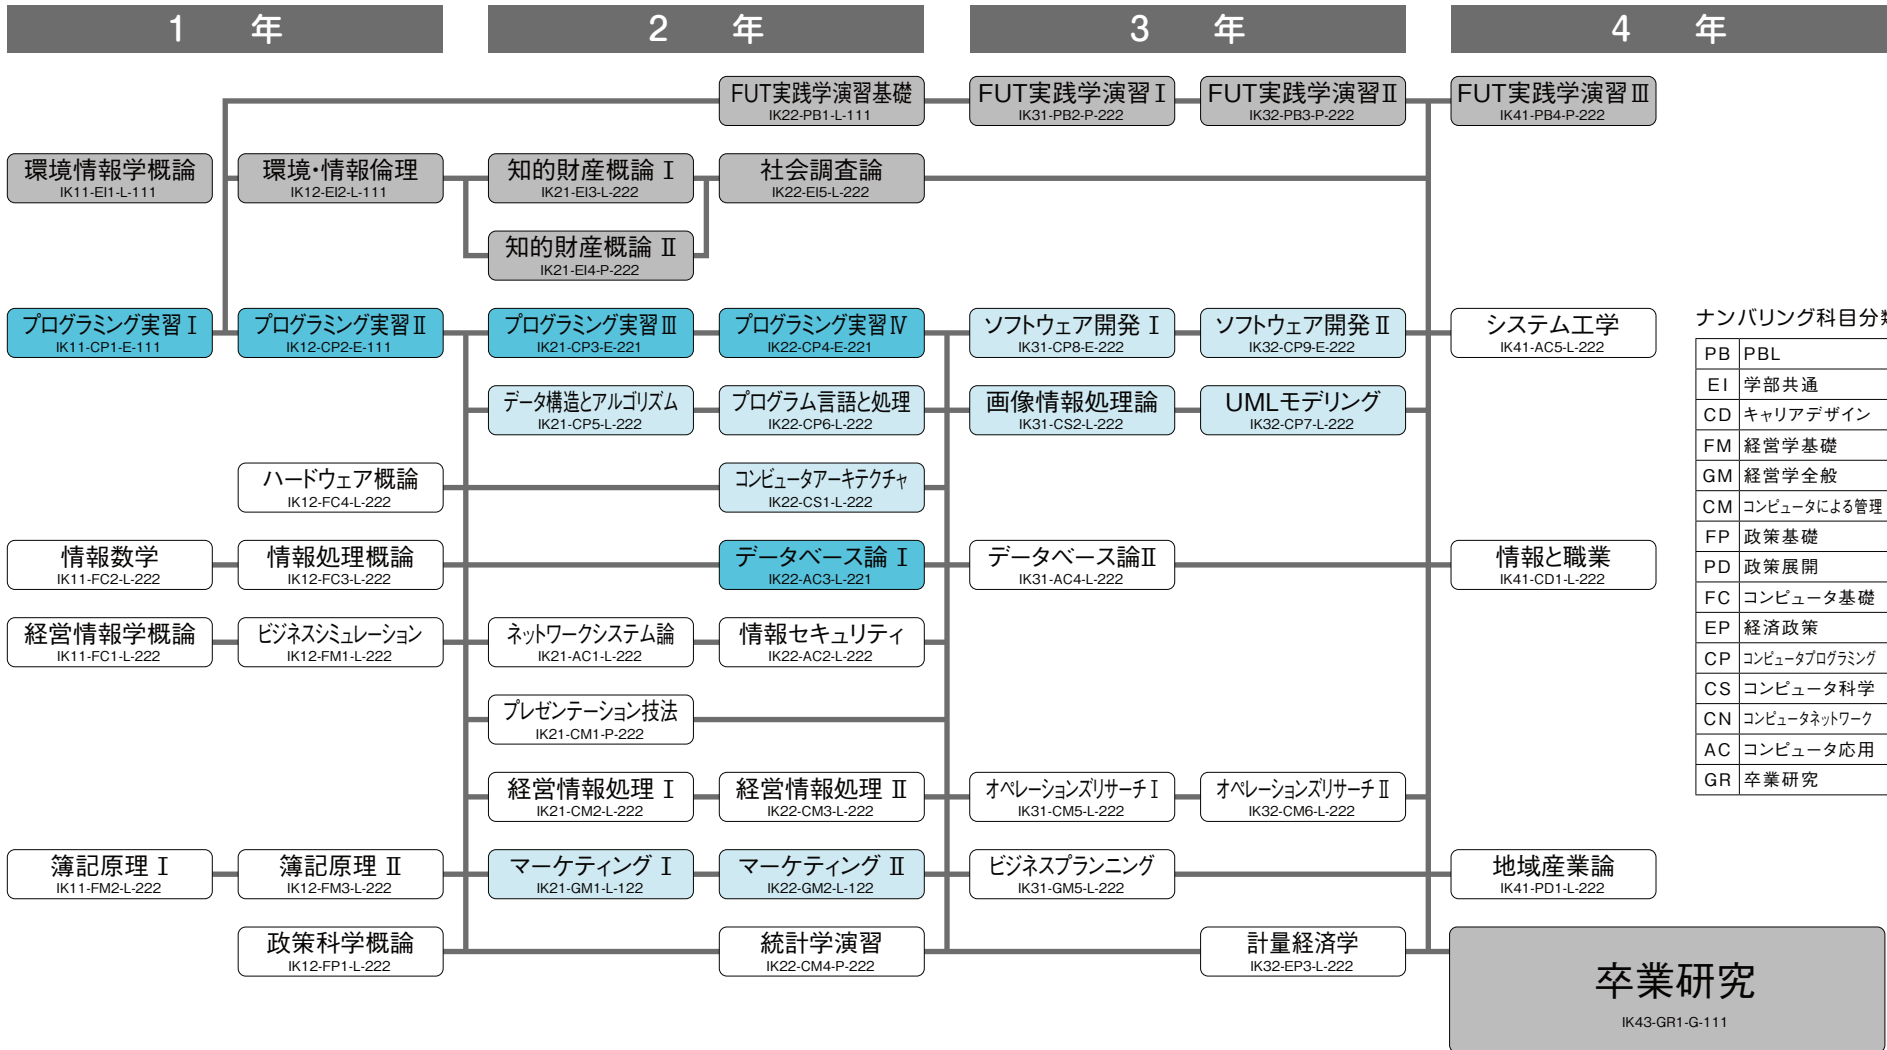 1 年
2 年
3 年
4 年
FUT実践学演習基礎
IK22-PB1-L-111
FUT実践学演習Ⅰ
IK31-PB2-P-222
FUT実践学演習Ⅱ
IK32-PB3-P-222
FUT実践学演習Ⅲ
IK41-PB4-P-222
環境情報学概論
IK11-EI1-L-111
環境・情報倫理
IK12-EI2-L-111
知的財産概論 Ⅰ
IK21-EI3-L-222
社会調査論
IK22-EI5-L-222
知的財産概論 Ⅱ
IK21-EI4-P-222
プログラミング実習Ⅰ
IK11-CP1-E-111
プログラミング実習Ⅱ
IK12-CP2-E-111
プログラミング実習Ⅲ
IK21-CP3-E-221
プログラミング実習Ⅳ
IK22-CP4-E-221
ソフトウェア開発 Ⅰ
IK31-CP8-E-222
ソフトウェア開発 Ⅱ
IK32-CP9-E-222
システム工学
IK41-AC5-L-222
データ構造とアルゴリズム
IK21-CP5-L-222
プログラム言語と処理
IK22-CP6-L-222
画像情報処理論
IK31-CS2-L-222
UMLモデリング
IK32-CP7-L-222
ハードウェア概論
IK12-FC4-L-222
コンピュータアーキテクチャ
IK22-CS1-L-222
情報数学
IK11-FC2-L-222
情報処理概論
IK12-FC3-L-222
データベース論 Ⅰ
IK22-AC3-L-221
データベース論Ⅱ
IK31-AC4-L-222
情報と職業
IK41-CD1-L-222
経営情報学概論
IK11-FC1-L-222
ビジネスシミュレーション
IK12-FM1-L-222
ネットワークシステム論
IK21-AC1-L-222
情報セキュリティ
IK22-AC2-L-222
プレゼンテーション技法
IK21-CM1-P-222
経営情報処理 Ⅰ
IK21-CM2-L-222
経営情報処理 Ⅱ
IK22-CM3-L-222
オペレーションズリサーチⅠ
IK31-CM5-L-222
オペレーションズリサーチⅡ
IK32-CM6-L-222
簿記原理 Ⅰ
IK11-FM2-L-222
簿記原理 Ⅱ
IK12-FM3-L-222
マーケティング Ⅰ
IK21-GM1-L-122
マーケティング Ⅱ
IK22-GM2-L-122
ビジネスプランニング
IK31-GM5-L-222
地域産業論
IK41-PD1-L-222
政策科学概論
IK12-FP1-L-222
統計学演習
IK22-CM4-P-222
計量経済学
IK32-EP3-L-222
卒業研究
IK43-GR1-G-111
ナンバリング科目分類
PB PBL
EI 学部共通
CD キャリアデザイン
FM 経営学基礎
GM 経営学全般
CM コンピュータによる管理
FP 政策基礎
PD 政策展開
FC コンピュータ基礎
EP 経済政策
CP コンピュータプログラミング
CS コンピュータ科学
CN コンピュータネットワーク
AC コンピュータ応用
GR 卒業研究